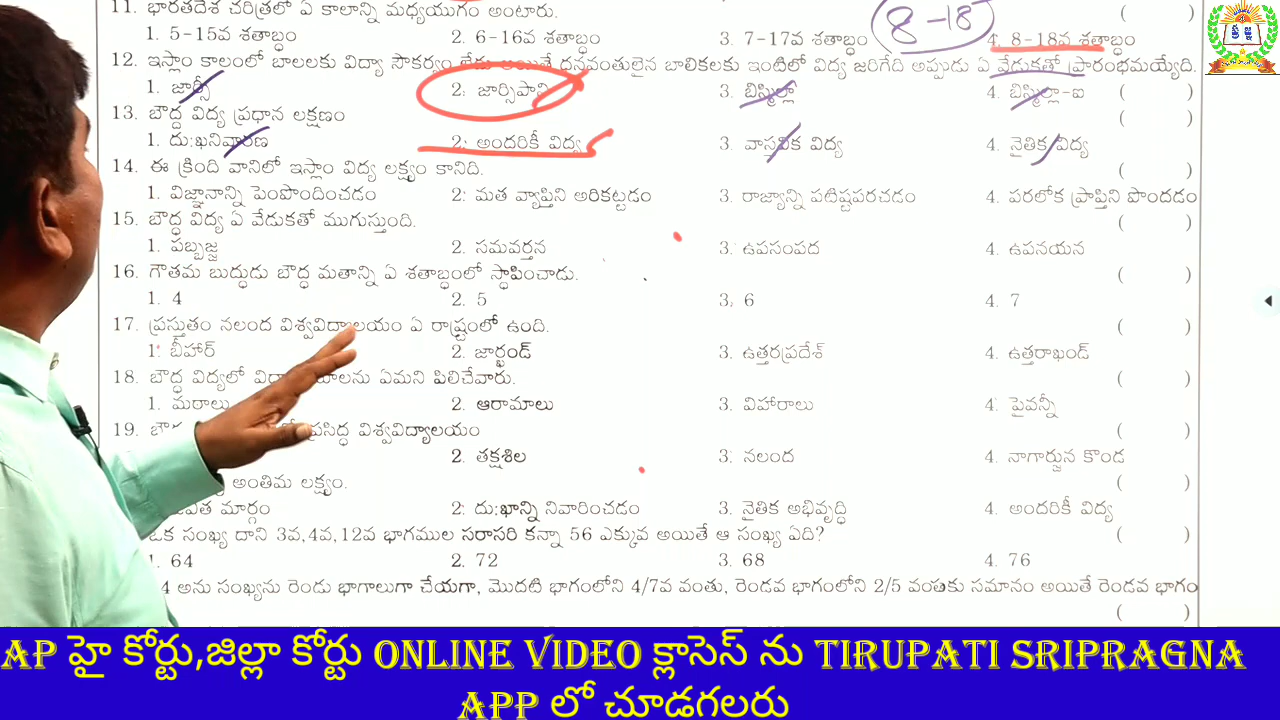 11. భారతదేశ చరిత్రలో ఏ కాలాన్ని మధ్యయుగం అంటారు. ( )
8-18
1. 5-15వ శతాబ్ధం 2. 6-16వ శతాబ్ధం 3. 7-17వ శతాబ్ధం 4. 8-18వ శతాబ్ధం
12. ఇస్లాం కాలంలో బాలలకు విద్యా సౌకర్యం లేదు అయితే ధనవంతులైన బాలికలకు ఇంటిలో విద్య జరిగేది అప్పుడు ఏ వేడుకతో ప్రారంభమయ్యేది.
1. జార్సీ 2. జార్సిపాని 3. బిస్మిల్లా 4. బిస్మిల్లా-ఐ ( )
13. బౌద్ధ విద్య ప్రధాన లక్షణం ( )
1. దు:ఖనివారణ 2. అందరికీ విద్య 3. వాస్తవిక విద్య 4. నైతిక విద్య
14. ఈ క్రింది వానిలో ఇస్లాం విద్య లక్ష్యం కానిది. ( )
1. విజ్ఞానాన్ని పెంపొందించడం 2. మత వ్యాప్తిని అరికట్టడం 3. రాజ్యాన్ని పటిష్టపరచడం 4. పరలోక ప్రాప్తిని పొందడం
15. బౌద్ధ విద్య ఏ వేడుకతో ముగుస్తుంది. ( )
1. పబ్బజ్జ 2. సమవర్తన 3. ఉపసంపద 4. ఉపనయన
16. గౌతమ బుద్ధుడు బౌద్ధ మతాన్ని ఏ శతాబ్ధంలో స్థాపించాడు. ( )
1. 4 2. 5 3. 6 4. 7
17. ప్రస్తుతం నలంద విశ్వవిద్యాలయం ఏ రాష్ట్రంలో ఉంది. ( )
1. బీహార్ 2. జార్ఖండ్ 3. ఉత్తరప్రదేశ్ 4. ఉత్తరాఖండ్
18. బౌద్ధ విద్యలో ఏమని పిలిచేవారు. ( )
1. మఠాలు 2. ఆరామాలు 3. విహారాలు 4. పైవన్నీ
19. ప్రసిద్ధ విశ్వవిద్యాలయం ( )
2. తక్షశిల 3. నలంద 4. నాగార్జున కొండ
అంతిమ లక్ష్యం. ( )
మార్గం 2. దు:ఖాన్ని నివారించడం 3. నైతిక అభివృద్ధి 4. అందరికీ విద్య
ఒక సంఖ్య దాని 3వ,4వ,12వ భాగముల సరాసరి కన్నా 56 ఎక్కువ అయితే ఆ సంఖ్య ఏది? ( )
1. 64 2. 72 3. 68 4. 76
4 అను సంఖ్యను రెండు భాగాలుగా చేయగా, మొదటి భాగంలోని 4/7వ వంతు, రెండవ భాగంలోని 2/5 వంతుకు సమానం అయితే రెండవ భాగం
( )
AP హై కోర్టు,జిల్లా కోర్టు ONLINE VIDEO క్లాసెస్ ను TIRUPATI SRIPRAGNA
APP లో చూడగలరు